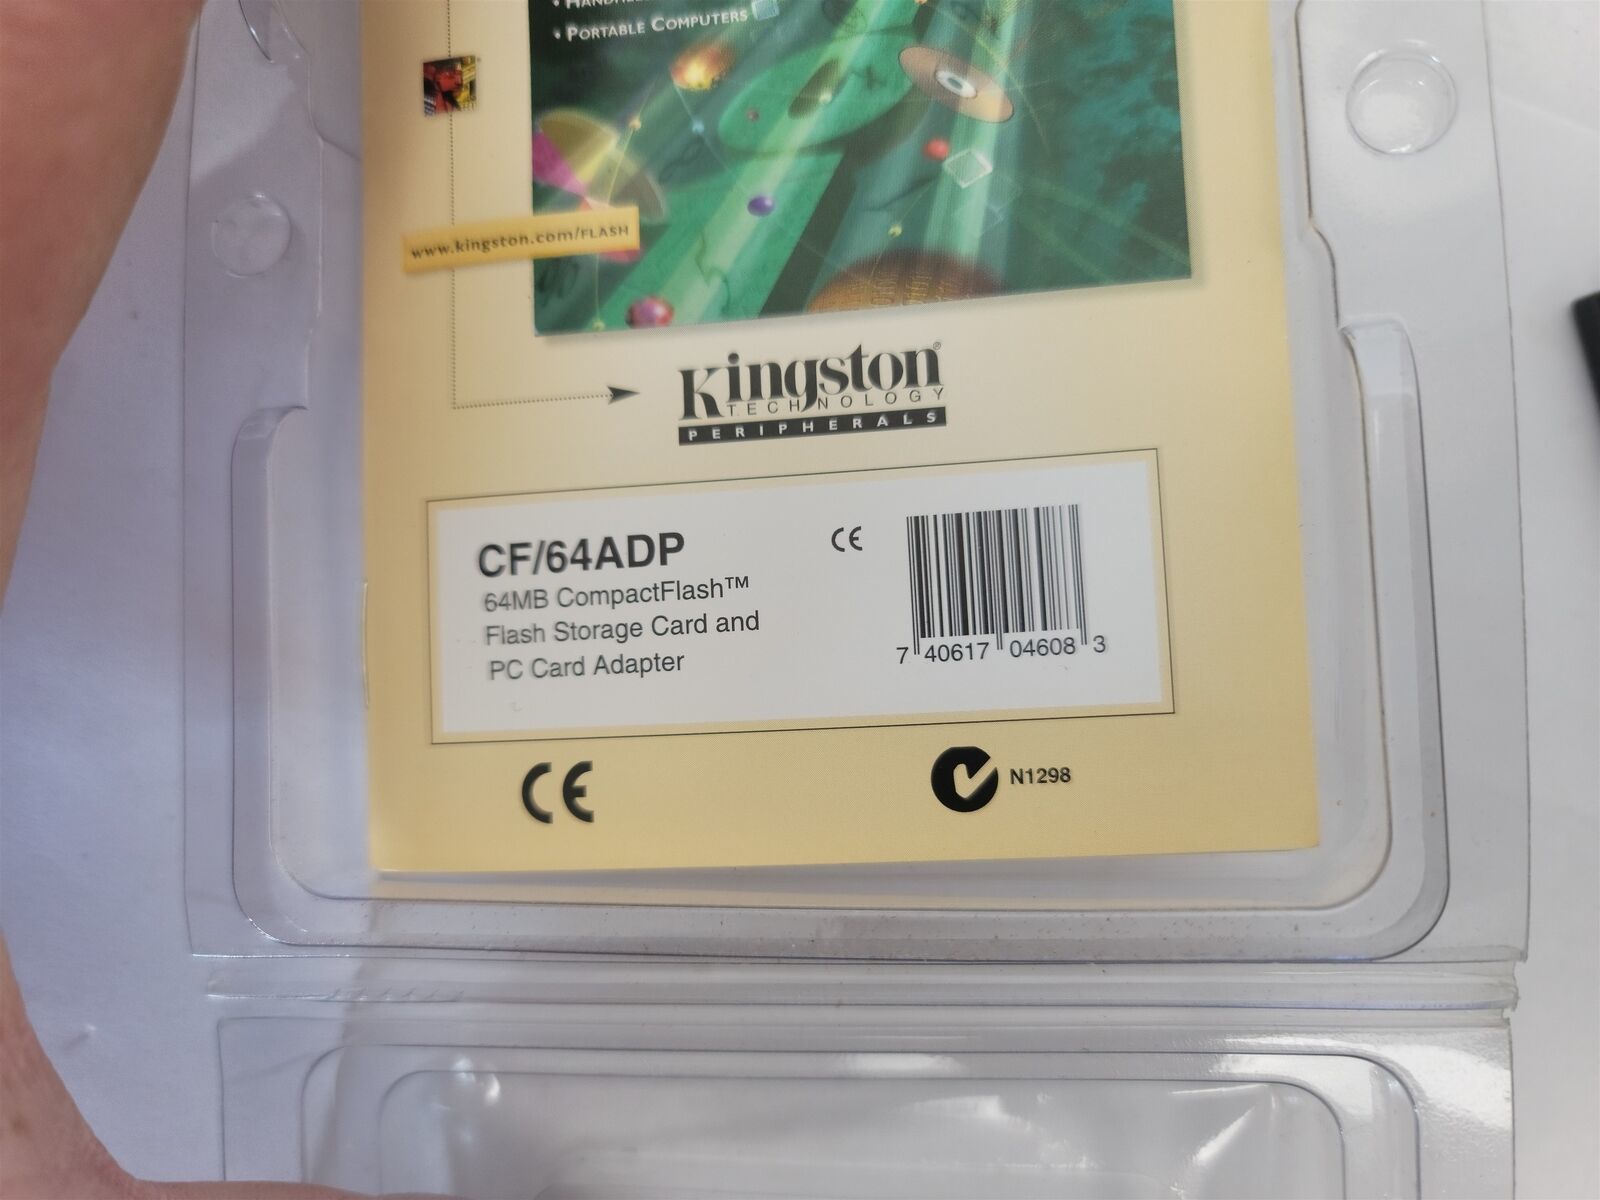 • PORTABLE COMPUTERS
www.kingston.com/FLASH
Kingston®
TECHNOLOGY
PERIPHERALS
CF/64ADP
64MB CompactFlash™
Flash Storage Card and
PC Card Adapter
CE
7 40617 04608 3
CE
N1298